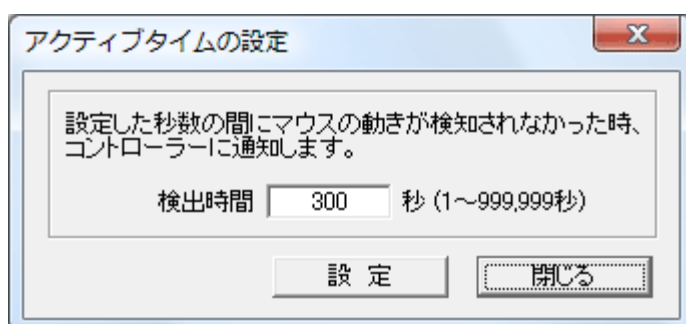 アクティブタイムの設定
設定した秒数の間にマウスの動きが検知されなかった時、
コントローラーに通知します。
検出時間 300 秒 (1～999,999秒)
設 定 閉じる